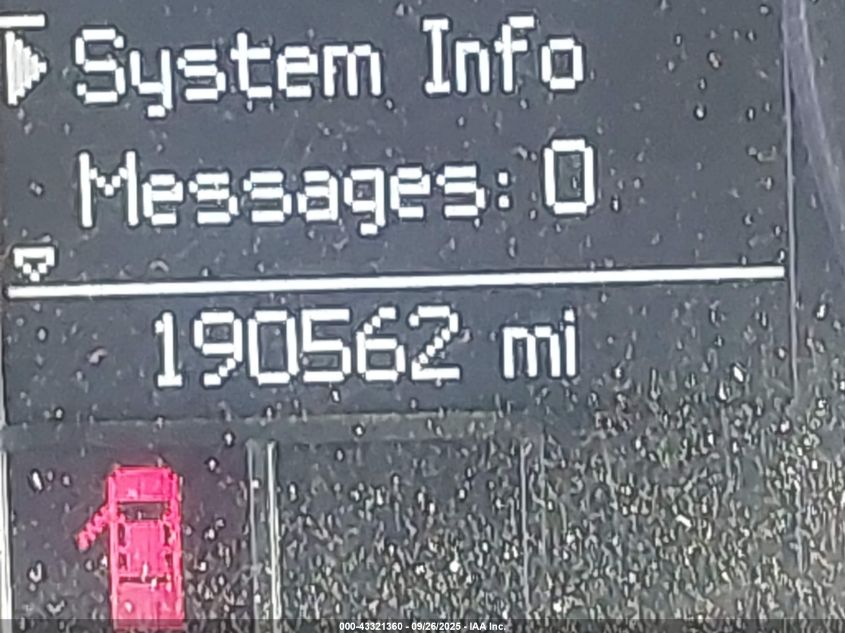 System Info
Messages: 0
190562 mi
000-43321360 - 09/26/2025 - IAA Inc.